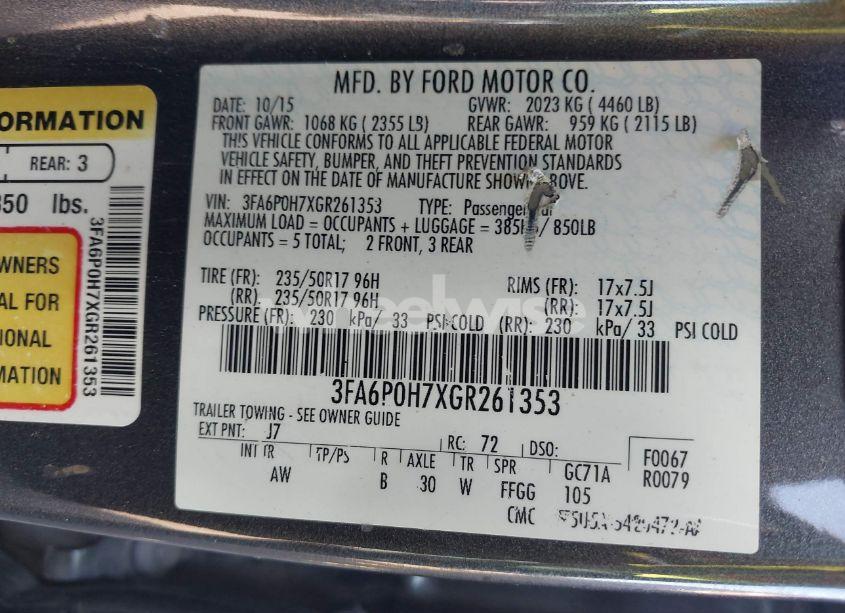 ORMATION
REAR: 3
850 lbs.
3FA6P0H7XGR261353
WNERS
AL FOR
IONAL
MATION
MFD. BY FORD MOTOR CO.
DATE: 10/15 GVWR: 2023 KG ( 4460 LB)
FRONT GAWR: 1068 KG ( 2355 LB) REAR GAWR: 959 KG ( 2115 LB)
THIS VEHICLE CONFORMS TO ALL APPLICABLE FEDERAL MOTOR
VEHICLE SAFETY, BUMPER, AND THEFT PREVENTION STANDARDS
IN EFFECT ON THE DATE OF MANUFACTURE SHOWN ABOVE.
VIN: 3FA6P0H7XGR261353 TYPE: Passenger
MAXIMUM LOAD = OCCUPANTS + LUGGAGE = 385KG/ 850LB
OCCUPANTS = 5 TOTAL; 2 FRONT, 3 REAR
TIRE (FR): 235/50R17 96H RIMS (FR): 17x7.5J
(RR): 235/50R17 96H (RR): 17x7.5J
wheelwise
PRESSURE (FR): 230 kPa/ 33 PSI COLD (RR): 230 kPa/ 33 PSI COLD
3FA6P0H7XGR261353
TRAILER TOWING - SEE OWNER GUIDE
EXT PNT: J7 RC: 72 DSO: F0067
INT TR TP/PS R AXLE TR SPR GC71A R0079
AW B 30 W FFGG 105
CMC